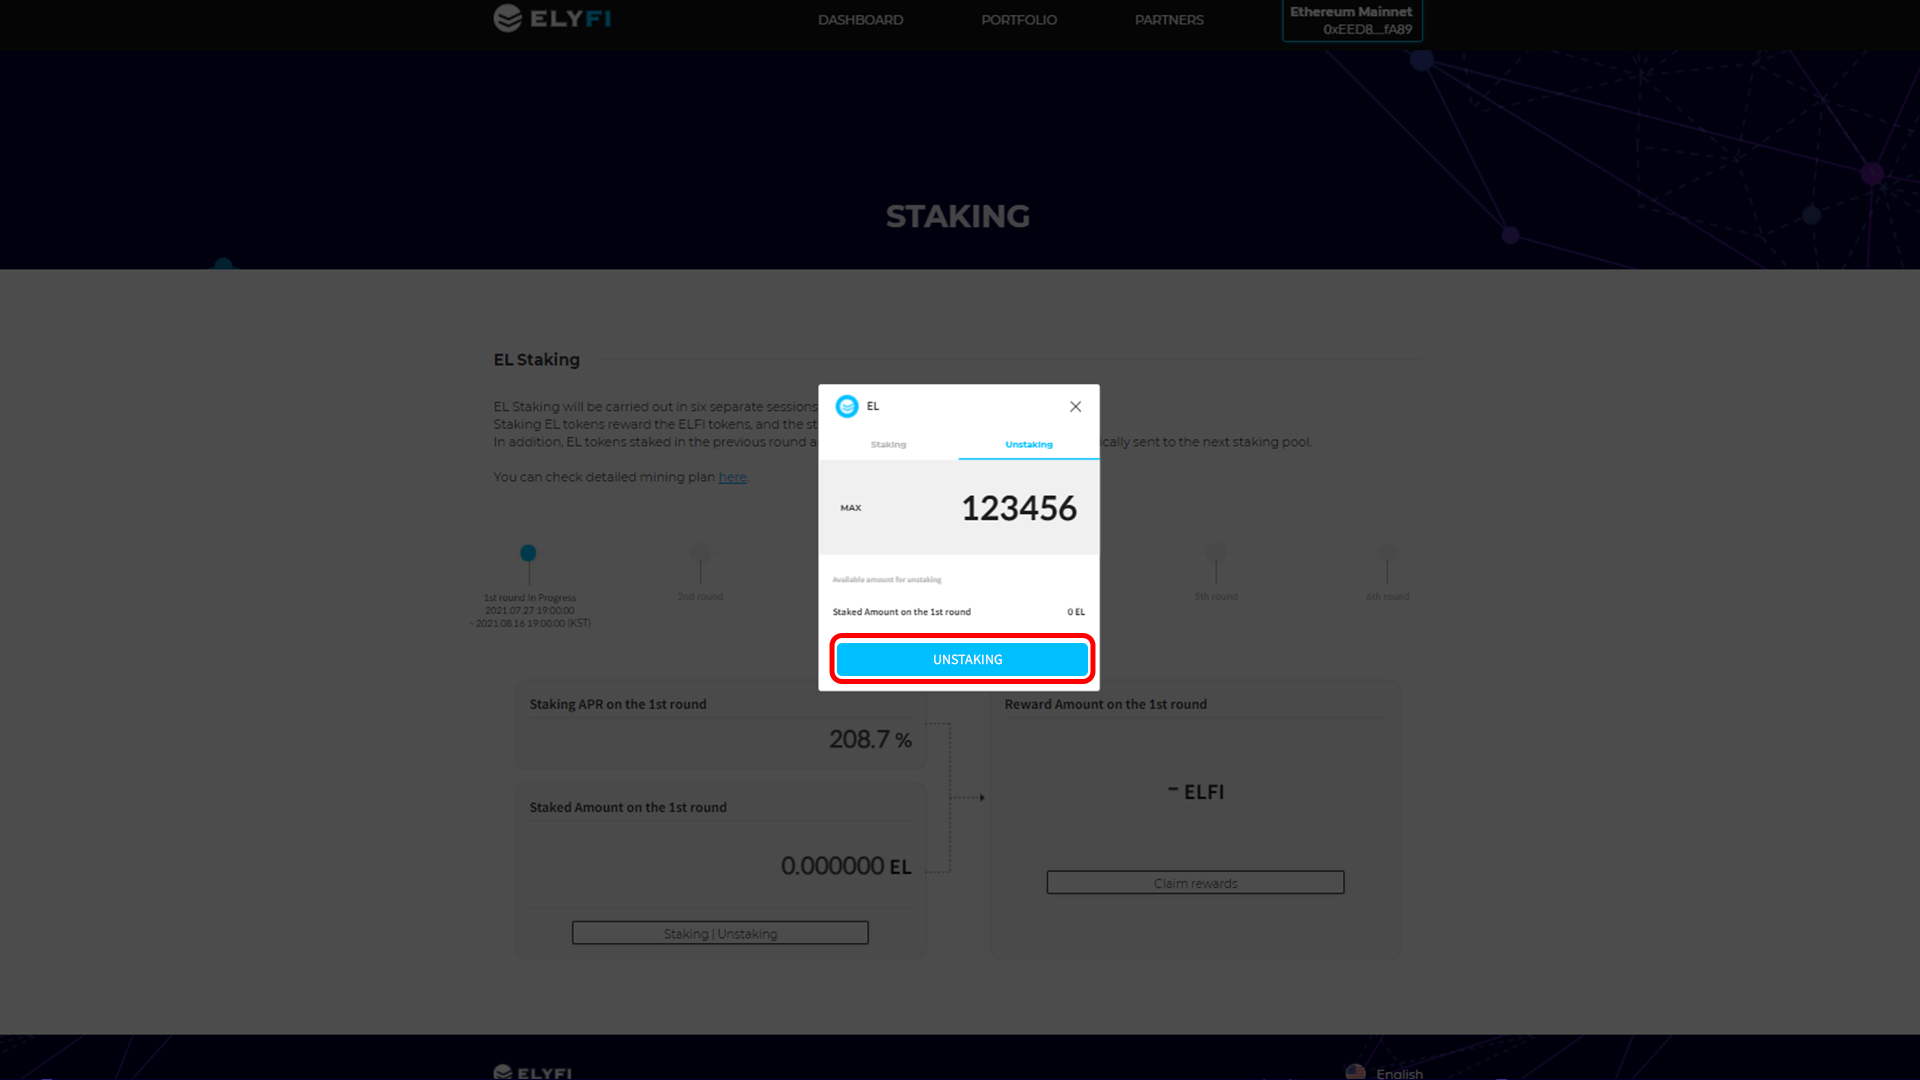 ELYFI
DASHBOARD
PORTFOLIO
PARTNERS
Ethereum Mainnet
0xEED8....fA89
STAKING
EL Staking
EL Staking will be carried out in six separate sessions
Staking EL tokens reward the ELFI tokens, and the st
In addition, EL tokens staked in the previous round a
ically sent to the next staking pool.
You can check detailed mining plan here.
EL
Staking
Unstaking
MAX
123456
Available amount for unstaking
Staked Amount on the 1st round
0 EL
UNSTAKING
1st round In Progress
2021.07.27 19:00:00
- 2021.08.16 19:00:00 (KST)
2nd round
5th round
6th round
Staking APR on the 1st round
208.7 %
Staked Amount on the 1st round
0.000000 EL
Staking | Unstaking
Reward Amount on the 1st round
- ELFI
Claim rewards
ELYFI
English